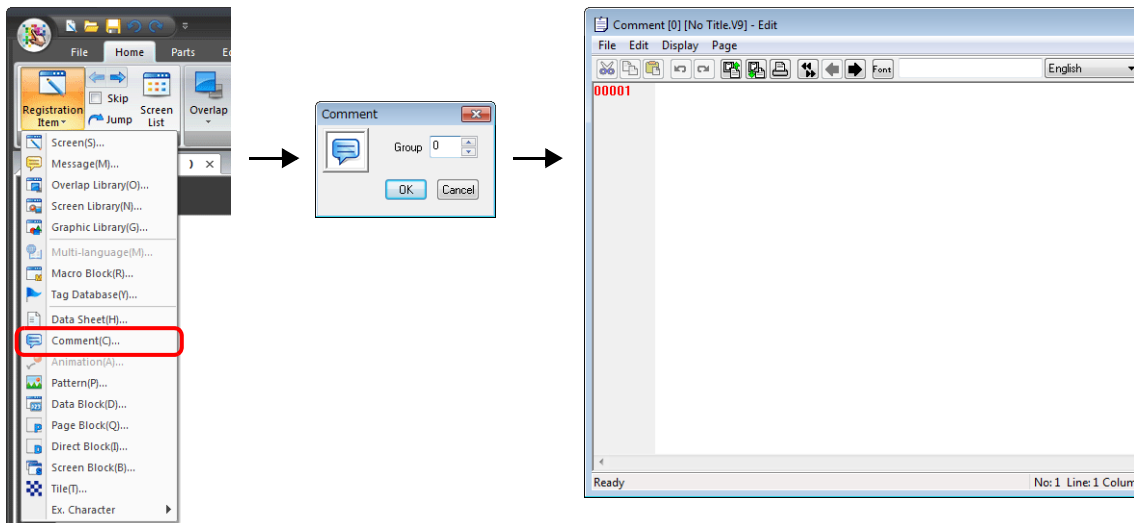 File Home Parts
Skip
Registration
Item
Jump
Screen
List
Overlap
Screen(S)...
Message(M)...
Overlap Library(O)...
Screen Library(N)...
Graphic Library(G)...
Multi-language(M)...
Macro Block(R)...
Tag Database(Y)...
Data Sheet(H)...
Comment(C)...
Animation(A)...
Pattern(P)...
Data Block(D)...
Page Block(Q)...
Direct Block(I)...
Screen Block(B)...
Tile(T)...
Ex. Character
Comment
Group 0
OK Cancel
Comment [0] [No Title.V9] - Edit
File Edit Display Page
Font English
00001
Ready No: 1 Line: 1 Colum